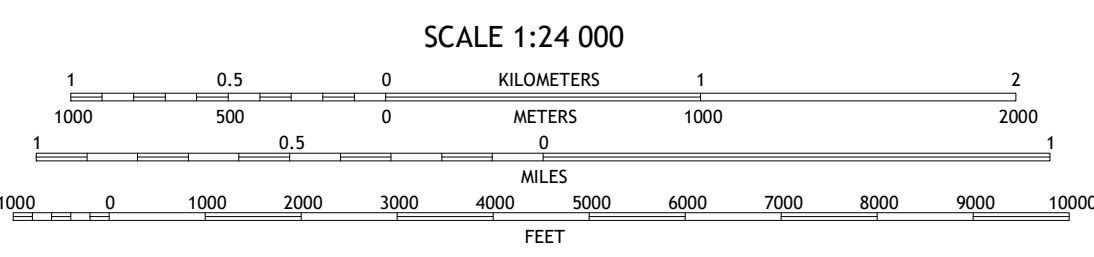 SCALE 1:24 000
1 0.5 0 KILOMETERS 1 2
1000 500 0 METERS 1000 2000
1 0.5 0 1
MILES
1000 0 1000 2000 3000 4000 5000 6000 7000 8000 9000 10000
FEET